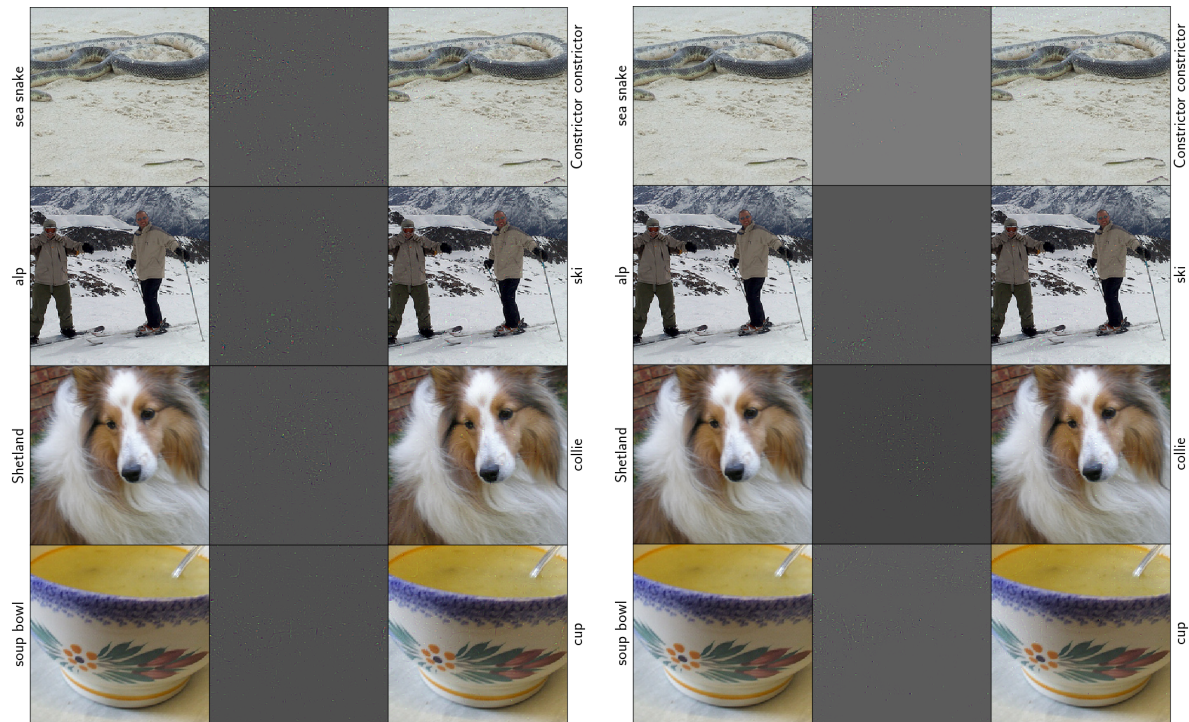 sea snake
Constrictor constrictor
sea snake
Constrictor constrictor
alp
ski
alp
ski
Shetland
collie
Shetland
collie
soup bowl
cup
soup bowl
cup